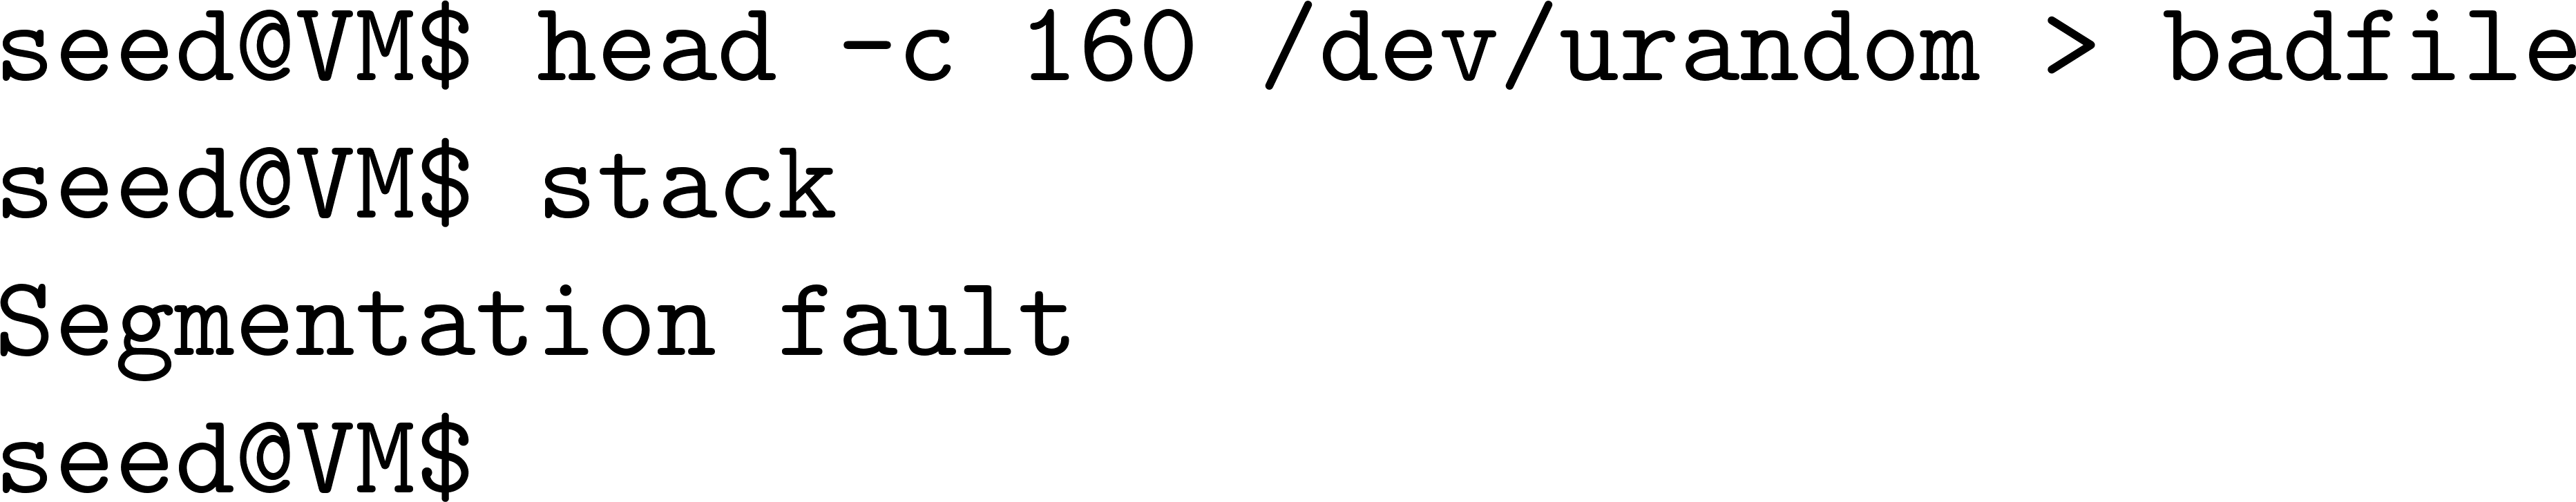 seed@VM$ head -c 160 /dev/urandom > badfile
seed@VM$ stack
Segmentation fault
seed@VM$